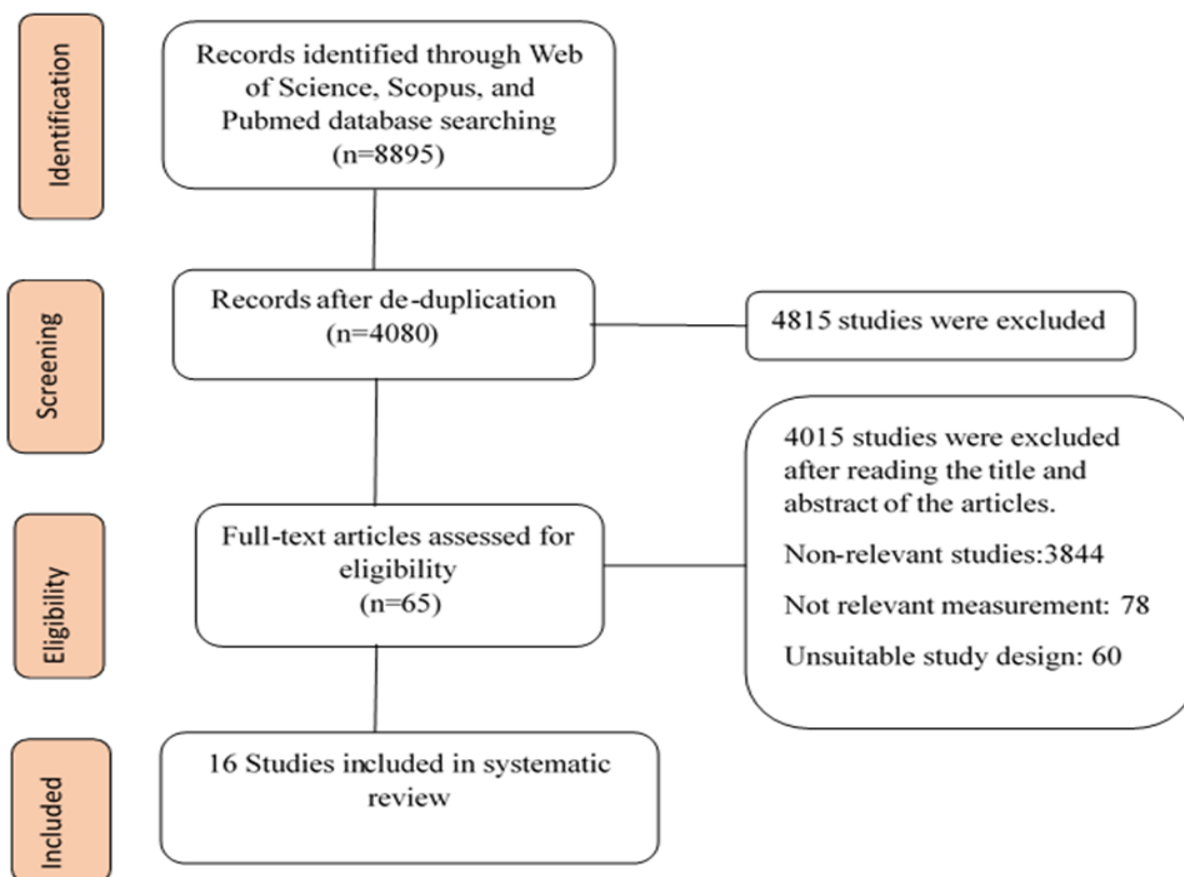 Identification
Records identified through Web
of Science, Scopus, and
Pubmed database searching
(n=8895)
Screening
Records after de-duplication
(n=4080)
4815 studies were excluded
Eligibility
Full-text articles assessed for
eligibility
(n=65)
4015 studies were excluded
after reading the title and
abstract of the articles.
Non-relevant studies:3844
Not relevant measurement: 78
Unsuitable study design: 60
Included
16 Studies included in systematic
review